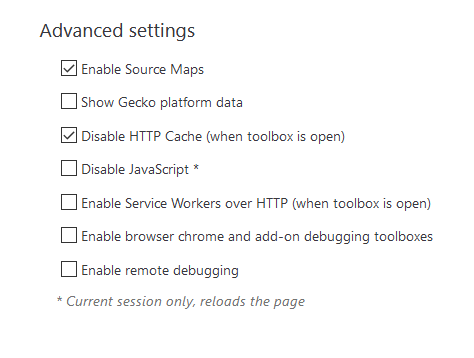 Advanced settings
Enable Source Maps
Show Gecko platform data
Disable HTTP Cache (when toolbox is open)
Disable JavaScript *
Enable Service Workers over HTTP (when toolbox is open)
Enable browser chrome and add-on debugging toolboxes
Enable remote debugging
* Current session only, reloads the page